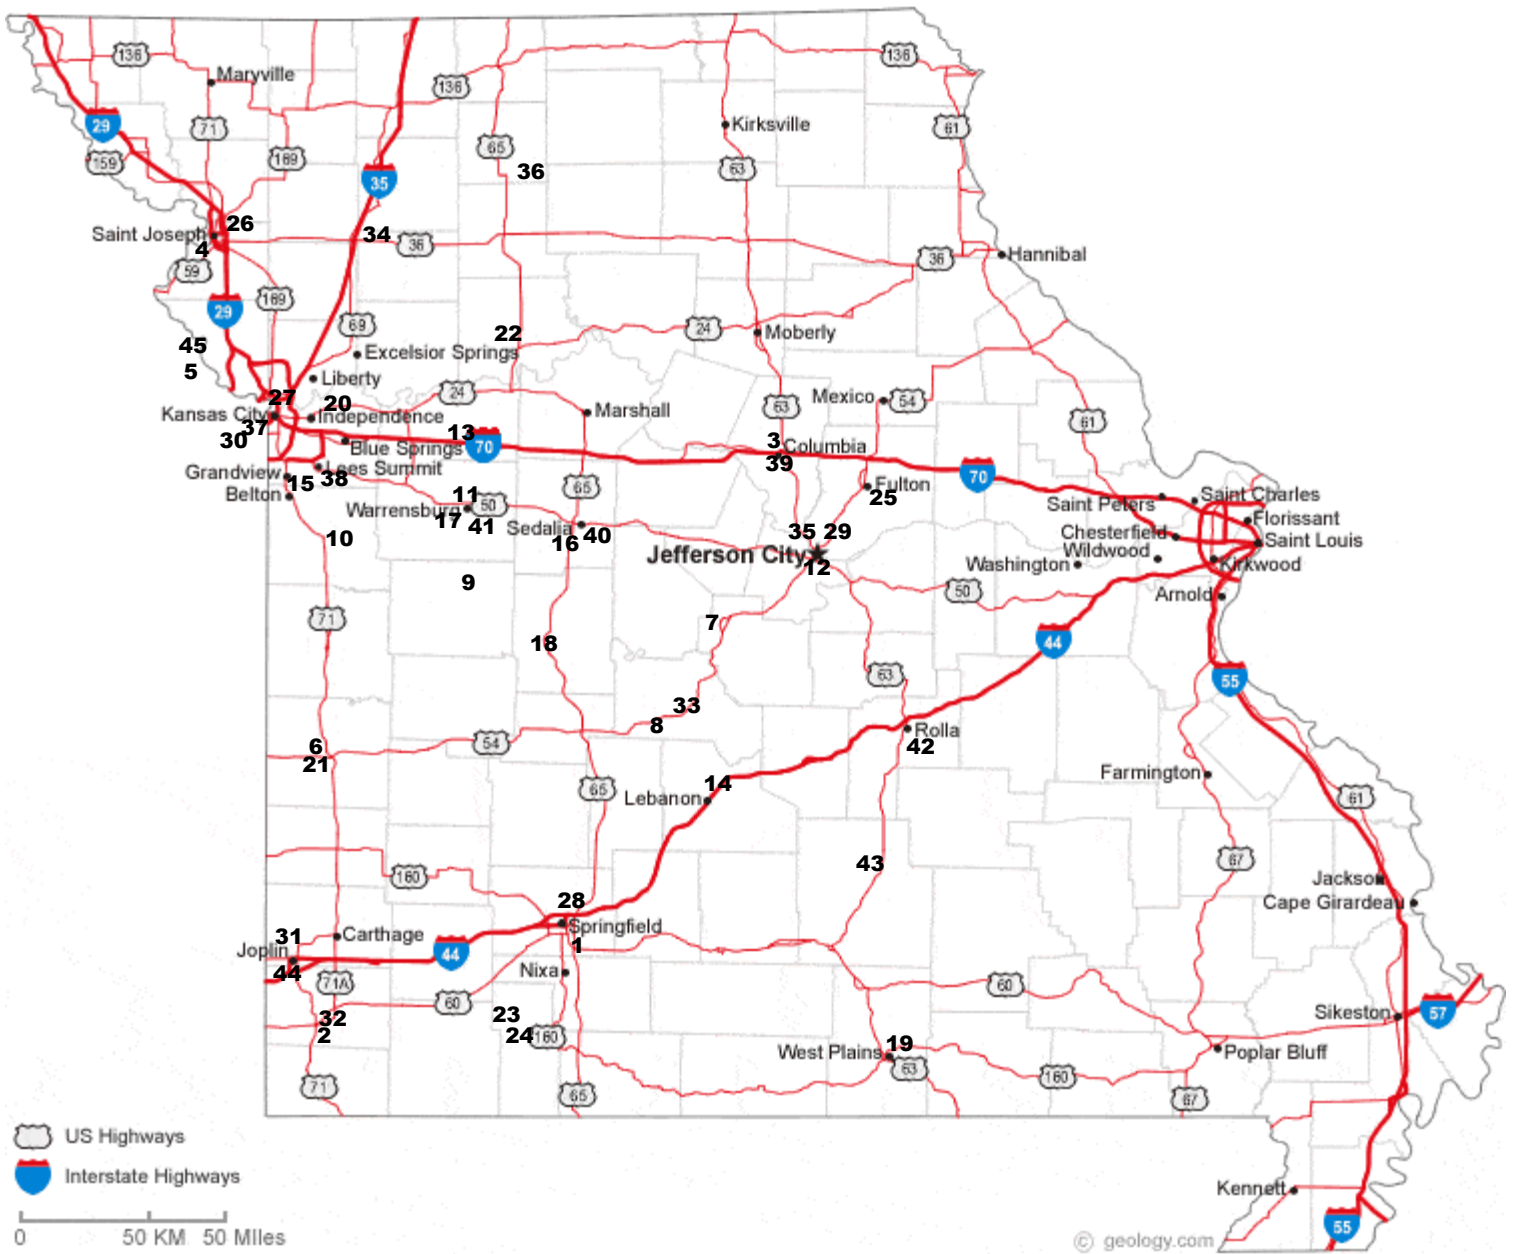 136
Maryville
136
136
29
71
65
Kirksville
61
159
169
35
36
63
26
Saint Joseph
34
4
36
36
Hannibal
59
169
29
69
22
24
Moberly
45
Excelsior Springs
5
Liberty
24
27
20
Marshall
63
Mexico
54
Kansas City
Independence
61
37
30
13
70
3
Columbia
Blue Springs
39
Grandview
Lees Summit
70
15
38
Belton
65
Fulton
25
Saint Charles
11
50
Saint Peters
Warrensburg
17
41
Sedalia
40
35
29
Florissant
Chesterfield
10
16
Saint Louis
Jefferson City
Wildwood
12
Washington
Kirkwood
9
50
Arnold
71
7
18
44
63
55
33
8
Rolla
6
54
42
21
Farmington
14
65
Lebanon
61
43
67
160
Jackson
28
Cape Girardeau
Springfield
31
Carthage
1
Joplin
44
44
Nixa
71A
60
60
32
23
Sikeston
57
2
24
160
19
West Plains
Poplar Bluff
63
160
71
65
67
US Highways
Interstate Highways
Kennett
0
50 KM
50 MIles
55
© geology.com